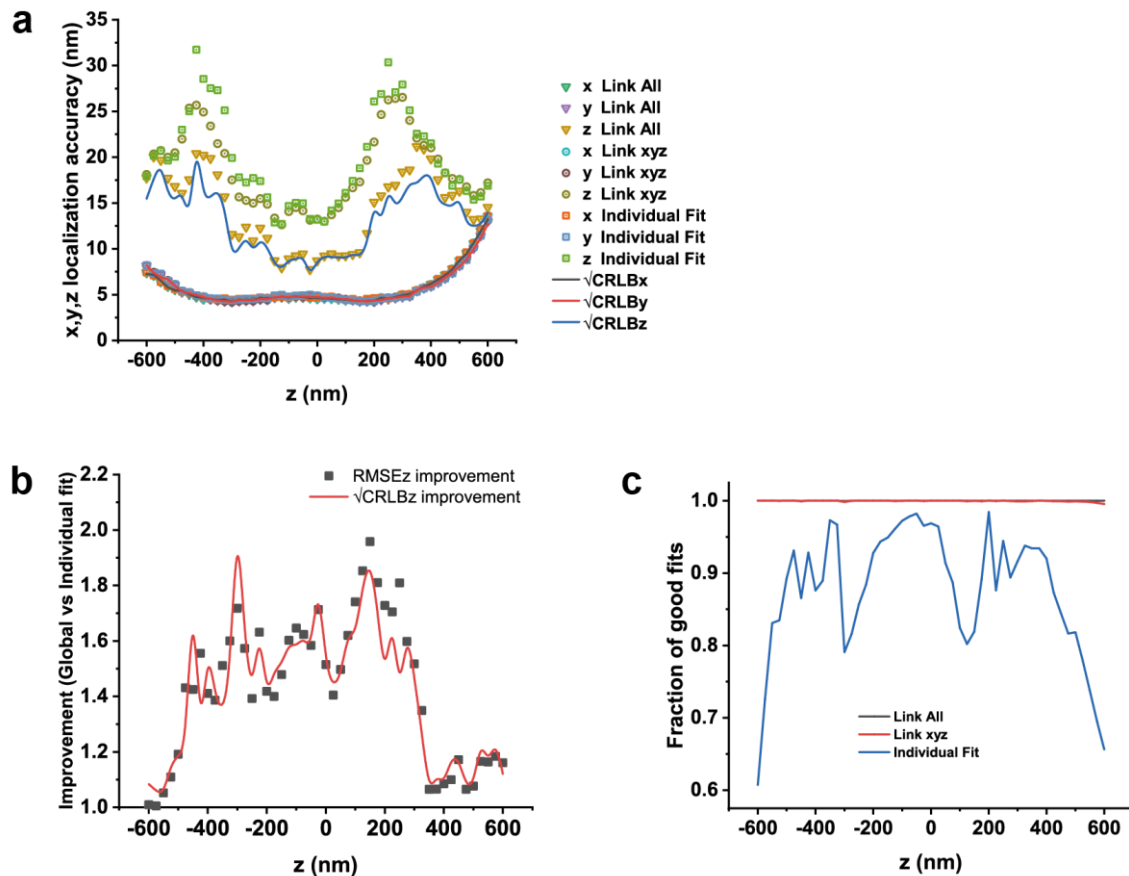 a
x,y,z localization accuracy (nm)
35
30
25
20
15
10
5
0
-600 -400 -200 0 200 400 600
z (nm)
x Link All
y Link All
z Link All
x Link xyz
y Link xyz
z Link xyz
x Individual Fit
y Individual Fit
z Individual Fit
√CRLBx
√CRLBy
√CRLBz
b
Improvement (Global vs Individual fit)
2.2
2.0
1.8
1.6
1.4
1.2
1.0
RMSEz improvement
√CRLBz improvement
-600 -400 -200 0 200 400 600
z (nm)
c
Fraction of good fits
1.0
0.9
0.8
0.7
0.6
Link All
Link xyz
Individual Fit
-600 -400 -200 0 200 400 600
z (nm)